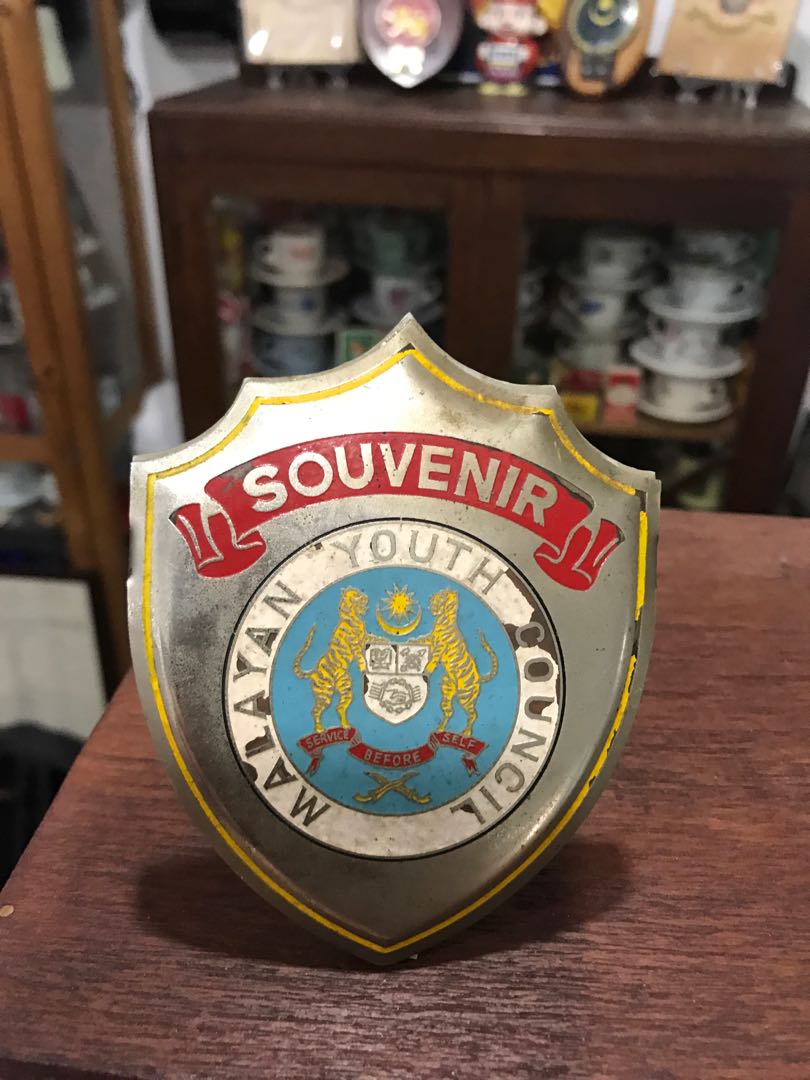 SOUVENIR
MALAYAN YOUTH COUNCIL
SERVICE BEFORE SELF